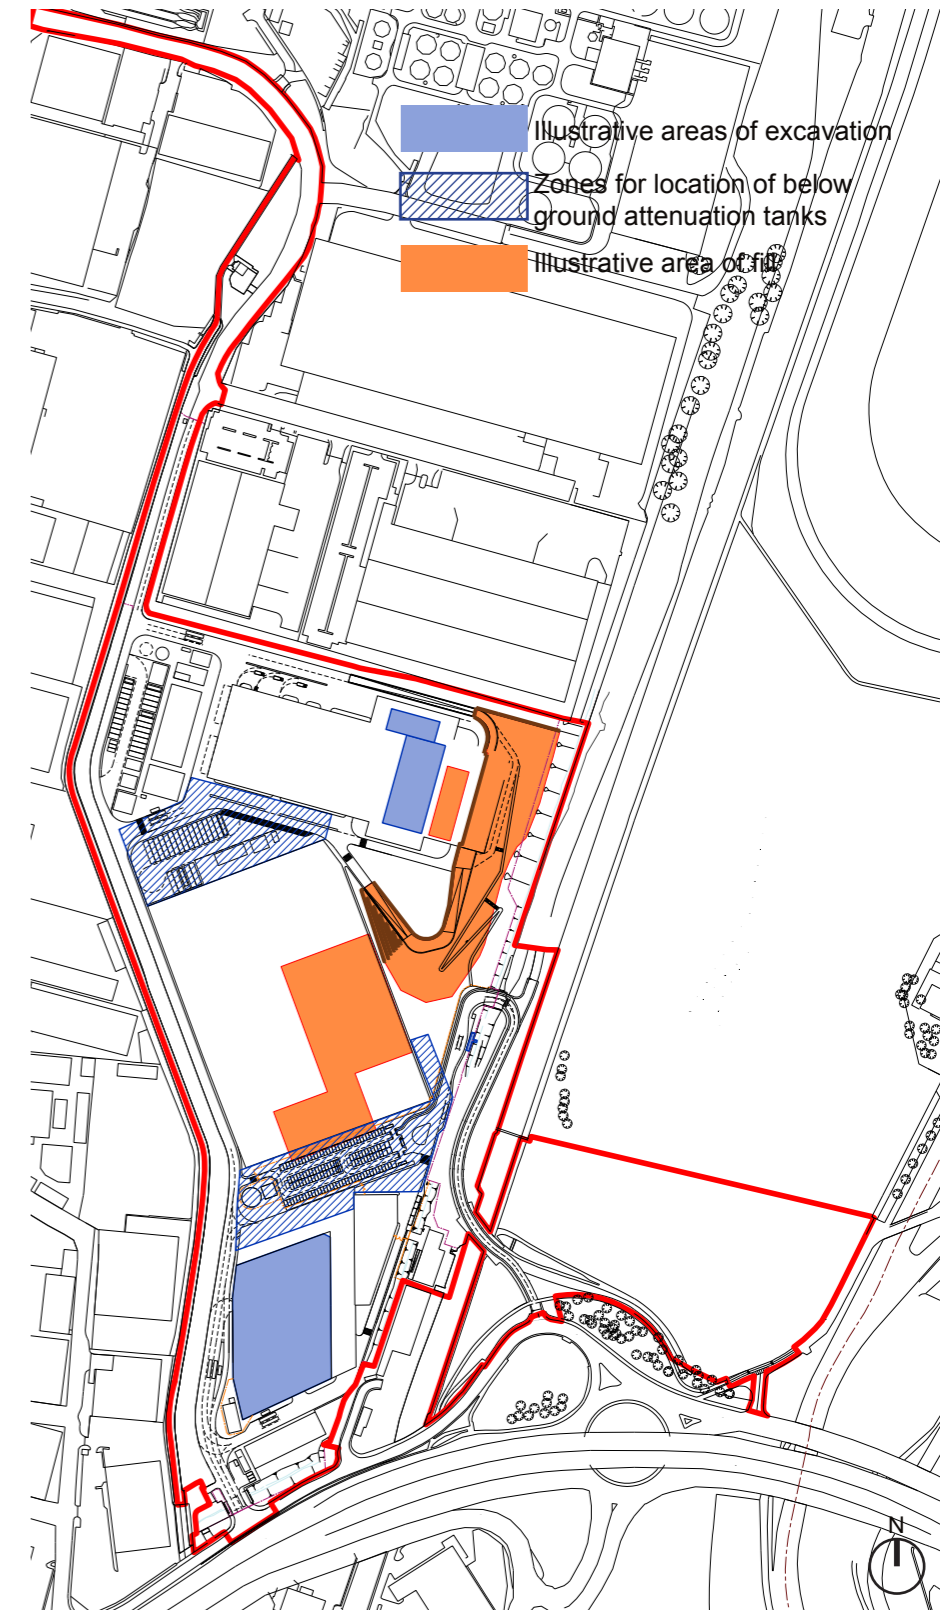 Illustrative areas of excavation
Zones for location of below
ground attenuation tanks
Illustrative area of fill
N